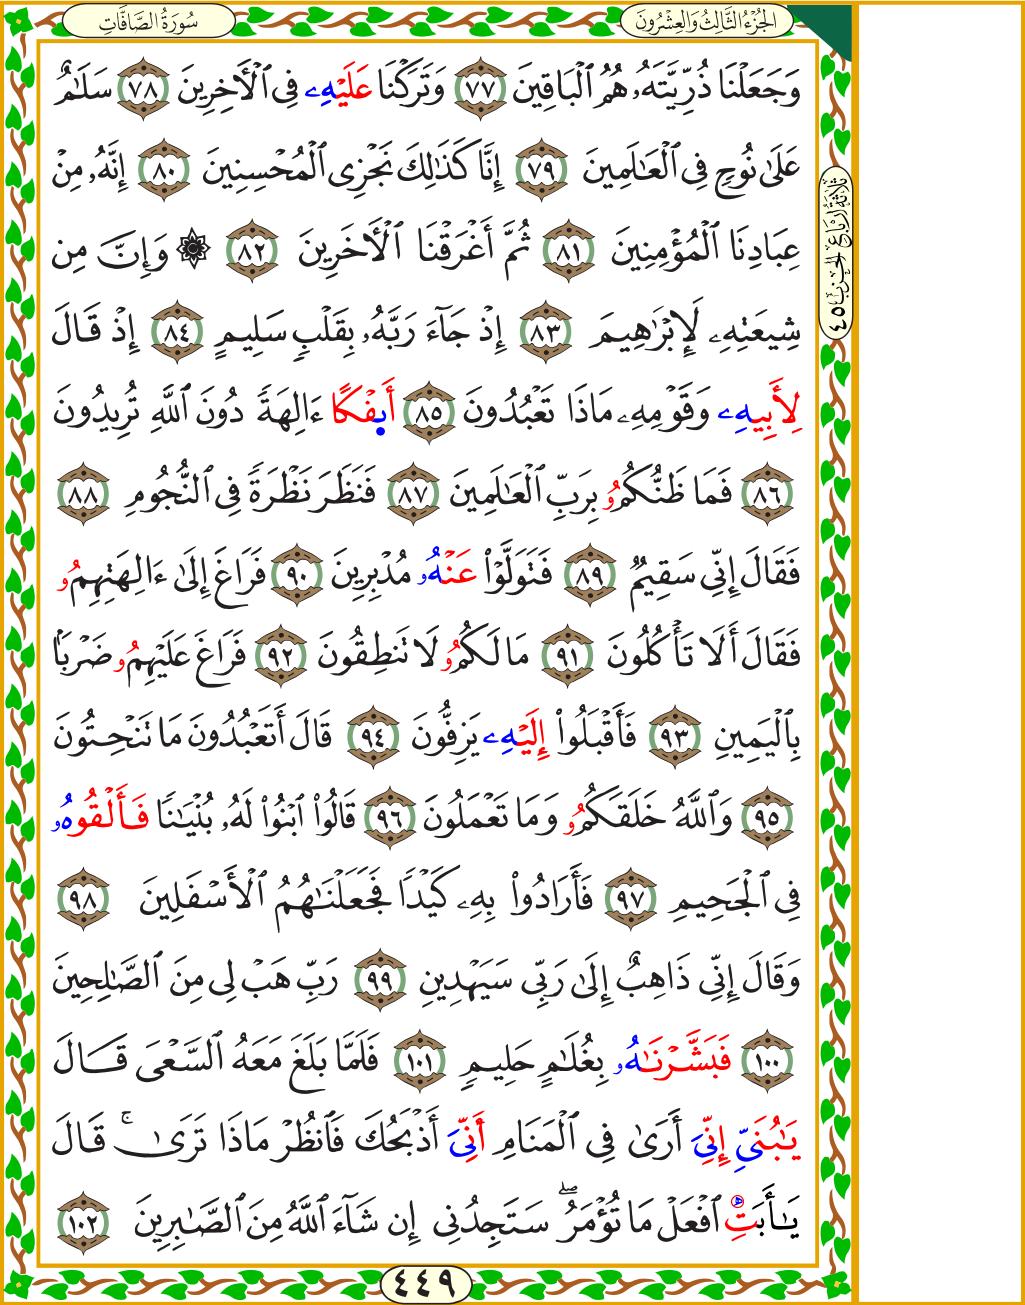 سُورَةُ الصَّافَّاتِ
الجُزْءُ الثَّالِثُ وَالعِشْرُونَ
وَجَعَلْنَا ذُرِّيَّتَهُۥ هُمُ ٱلْبَاقِينَ ٧٧ وَتَرَكْنَا عَلَيْهِۦ فِى ٱلْأَخِرِينَ ٧٨ سَلَٰمٌ
عَلَىٰ نُوحٍ فِى ٱلْعَٰلَمِينَ ٧٩ إِنَّا كَذَٰلِكَ نَجْزِى ٱلْمُحْسِنِينَ ٨٠ إِنَّهُۥ مِنْ
عِبَادِنَا ٱلْمُؤْمِنِينَ ٨١ ثُمَّ أَغْرَقْنَا ٱلْأَخَرِينَ ٨٢ ۞ وَإِنَّ مِن
شِيعَتِهِۦ لَإِبْرَٰهِيمَ ٨٣ إِذْ جَآءَ رَبَّهُۥ بِقَلْبٍ سَلِيمٍ ٨٤ إِذْ قَالَ
لِأَبِيهِۦ وَقَوْمِهِۦ مَاذَا تَعْبُدُونَ ٨٥ أَىِٕفْكًا ءَالِهَةً دُونَ ٱللَّهِ تُرِيدُونَ
٨٦ فَمَا ظَنُّكُمُۥ بِرَبِّ ٱلْعَٰلَمِينَ ٨٧ فَنَظَرَ نَظْرَةً فِى ٱلنُّجُومِ ٨٨
فَقَالَ إِنِّى سَقِيمٌ ٨٩ فَتَوَلَّوْا۟ عَنْهُۥ مُدْبِرِينَ ٩٠ فَرَاغَ إِلَىٰ ءَالِهَتِهِمُۥ
فَقَالَ أَلَا تَأْكُلُونَ ٩١ مَا لَكُمُۥ لَا تَنطِقُونَ ٩٢ فَرَاغَ عَلَيْهِمُۥ ضَرْبًۢا
بِٱلْيَمِينِ ٩٣ فَأَقْبَلُوٓا۟ إِلَيْهِۦ يَزِفُّونَ ٩٤ قَالَ أَتَعْبُدُونَ مَا تَنْحِتُونَ
٩٥ وَٱللَّهُ خَلَقَكُمُۥ وَمَا تَعْمَلُونَ ٩٦ قَالُوا۟ ٱبْنُوا۟ لَهُۥ بُنْيَٰنًا فَأَلْقُوهُۥ
فِى ٱلْجَحِيمِ ٩٧ فَأَرَادُوا۟ بِهِۦ كَيْدًا فَجَعَلْنَٰهُمُ ٱلْأَسْفَلِينَ ٩٨
وَقَالَ إِنِّى ذَاهِبٌ إِلَىٰ رَبِّى سَيَهْدِينِ ٩٩ رَبِّ هَبْ لِى مِنَ ٱلصَّٰلِحِينَ
١٠٠ فَبَشَّرْنَٰهُۥ بِغُلَٰمٍ حَلِيمٍ ١٠١ فَلَمَّا بَلَغَ مَعَهُ ٱلسَّعْىَ قَالَ
يَٰبُنَىِّ إِنِّىَ أَرَىٰ فِى ٱلْمَنَامِ أَنِّىَ أَذْبَحُكَ فَٱنظُرْ مَاذَا تَرَىٰ ۚ قَالَ
يَٰأَبَتِ ٱفْعَلْ مَا تُؤْمَرُ ۖ سَتَجِدُنِى إِن شَآءَ ٱللَّهُ مِنَ ٱلصَّٰبِرِينَ ١٠٢
ثلاثة أرباع الحزب ٤٥
٤٤٩